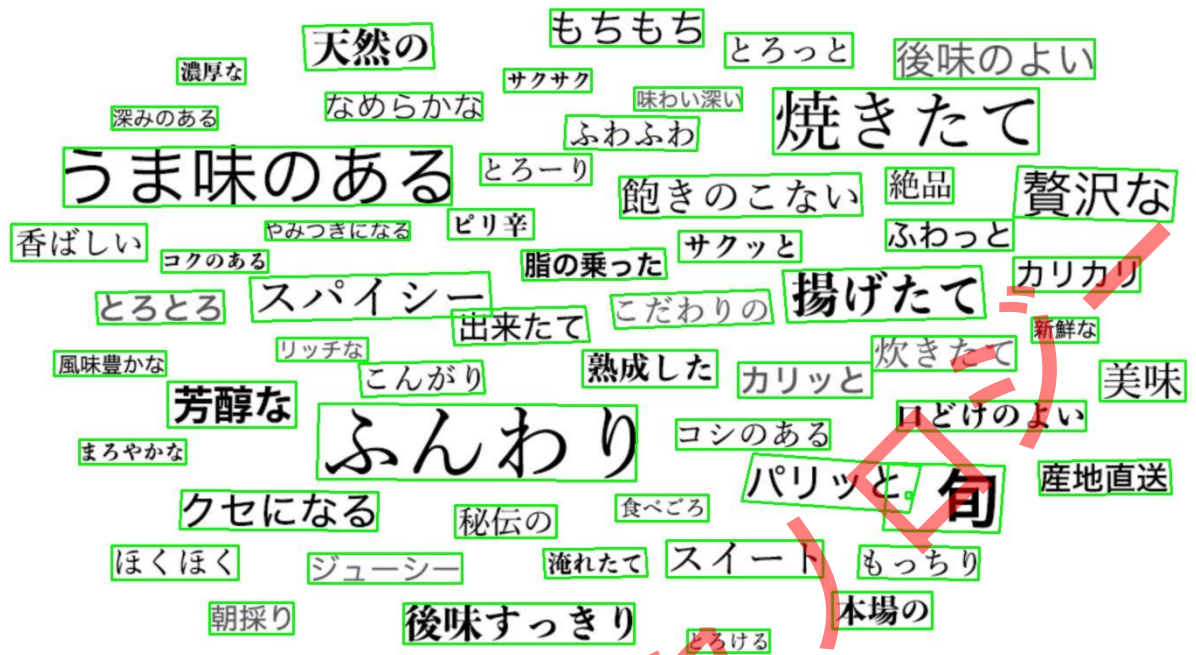 もちもち
天然の
とろっと
後味のよい
濃厚な
サクサク
味わい深い
なめらかな
深みのある
焼きたて
ふわふわ
とろーり
うま味のある
飽きのこない
絶品
贅沢な
香ばしい
やみつきになる
ピリ辛
サクッと
ふわっと
コクのある
脂の乗った
カリカリ
とろとろ
スパイシー
揚げたて
こだわりの
出来たて
新鮮な
風味豊かな
リッチな
こんがり
熟成した
炊きたて
カリッと
美味
芳醇な
ふんわり
口どけのよい
コシのある
まろやかな
パリッと
旬
産地直送
クセになる
秘伝の
食べごろ
ほくほく
ジューシー
淹れたて
スイート
もっちり
朝採り
後味すっきり
本場の
とろける